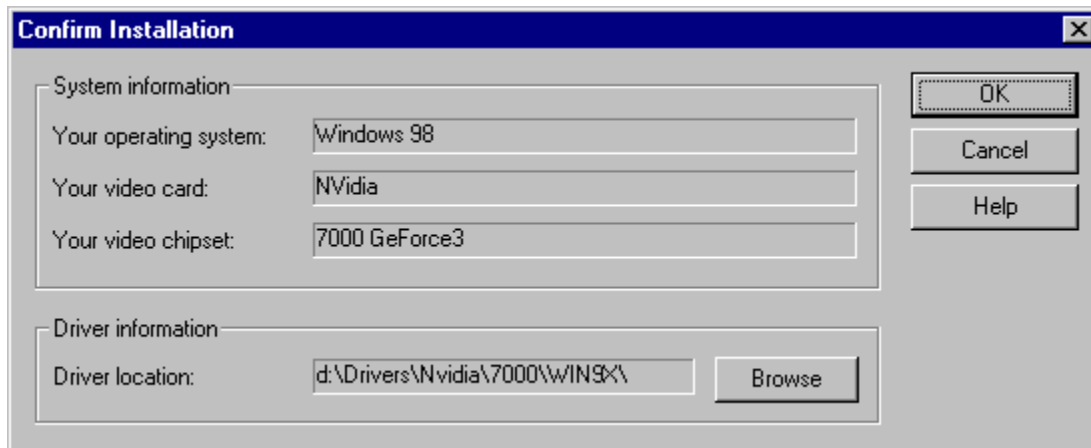 Confirm Installation
System information
Your operating system: Windows 98
Your video card: NVidia
Your video chipset: 7000 GeForce3
Driver information
Driver location: d:\Drivers\Nvidia\7000\WIN9X\ Browse
OK
Cancel
Help